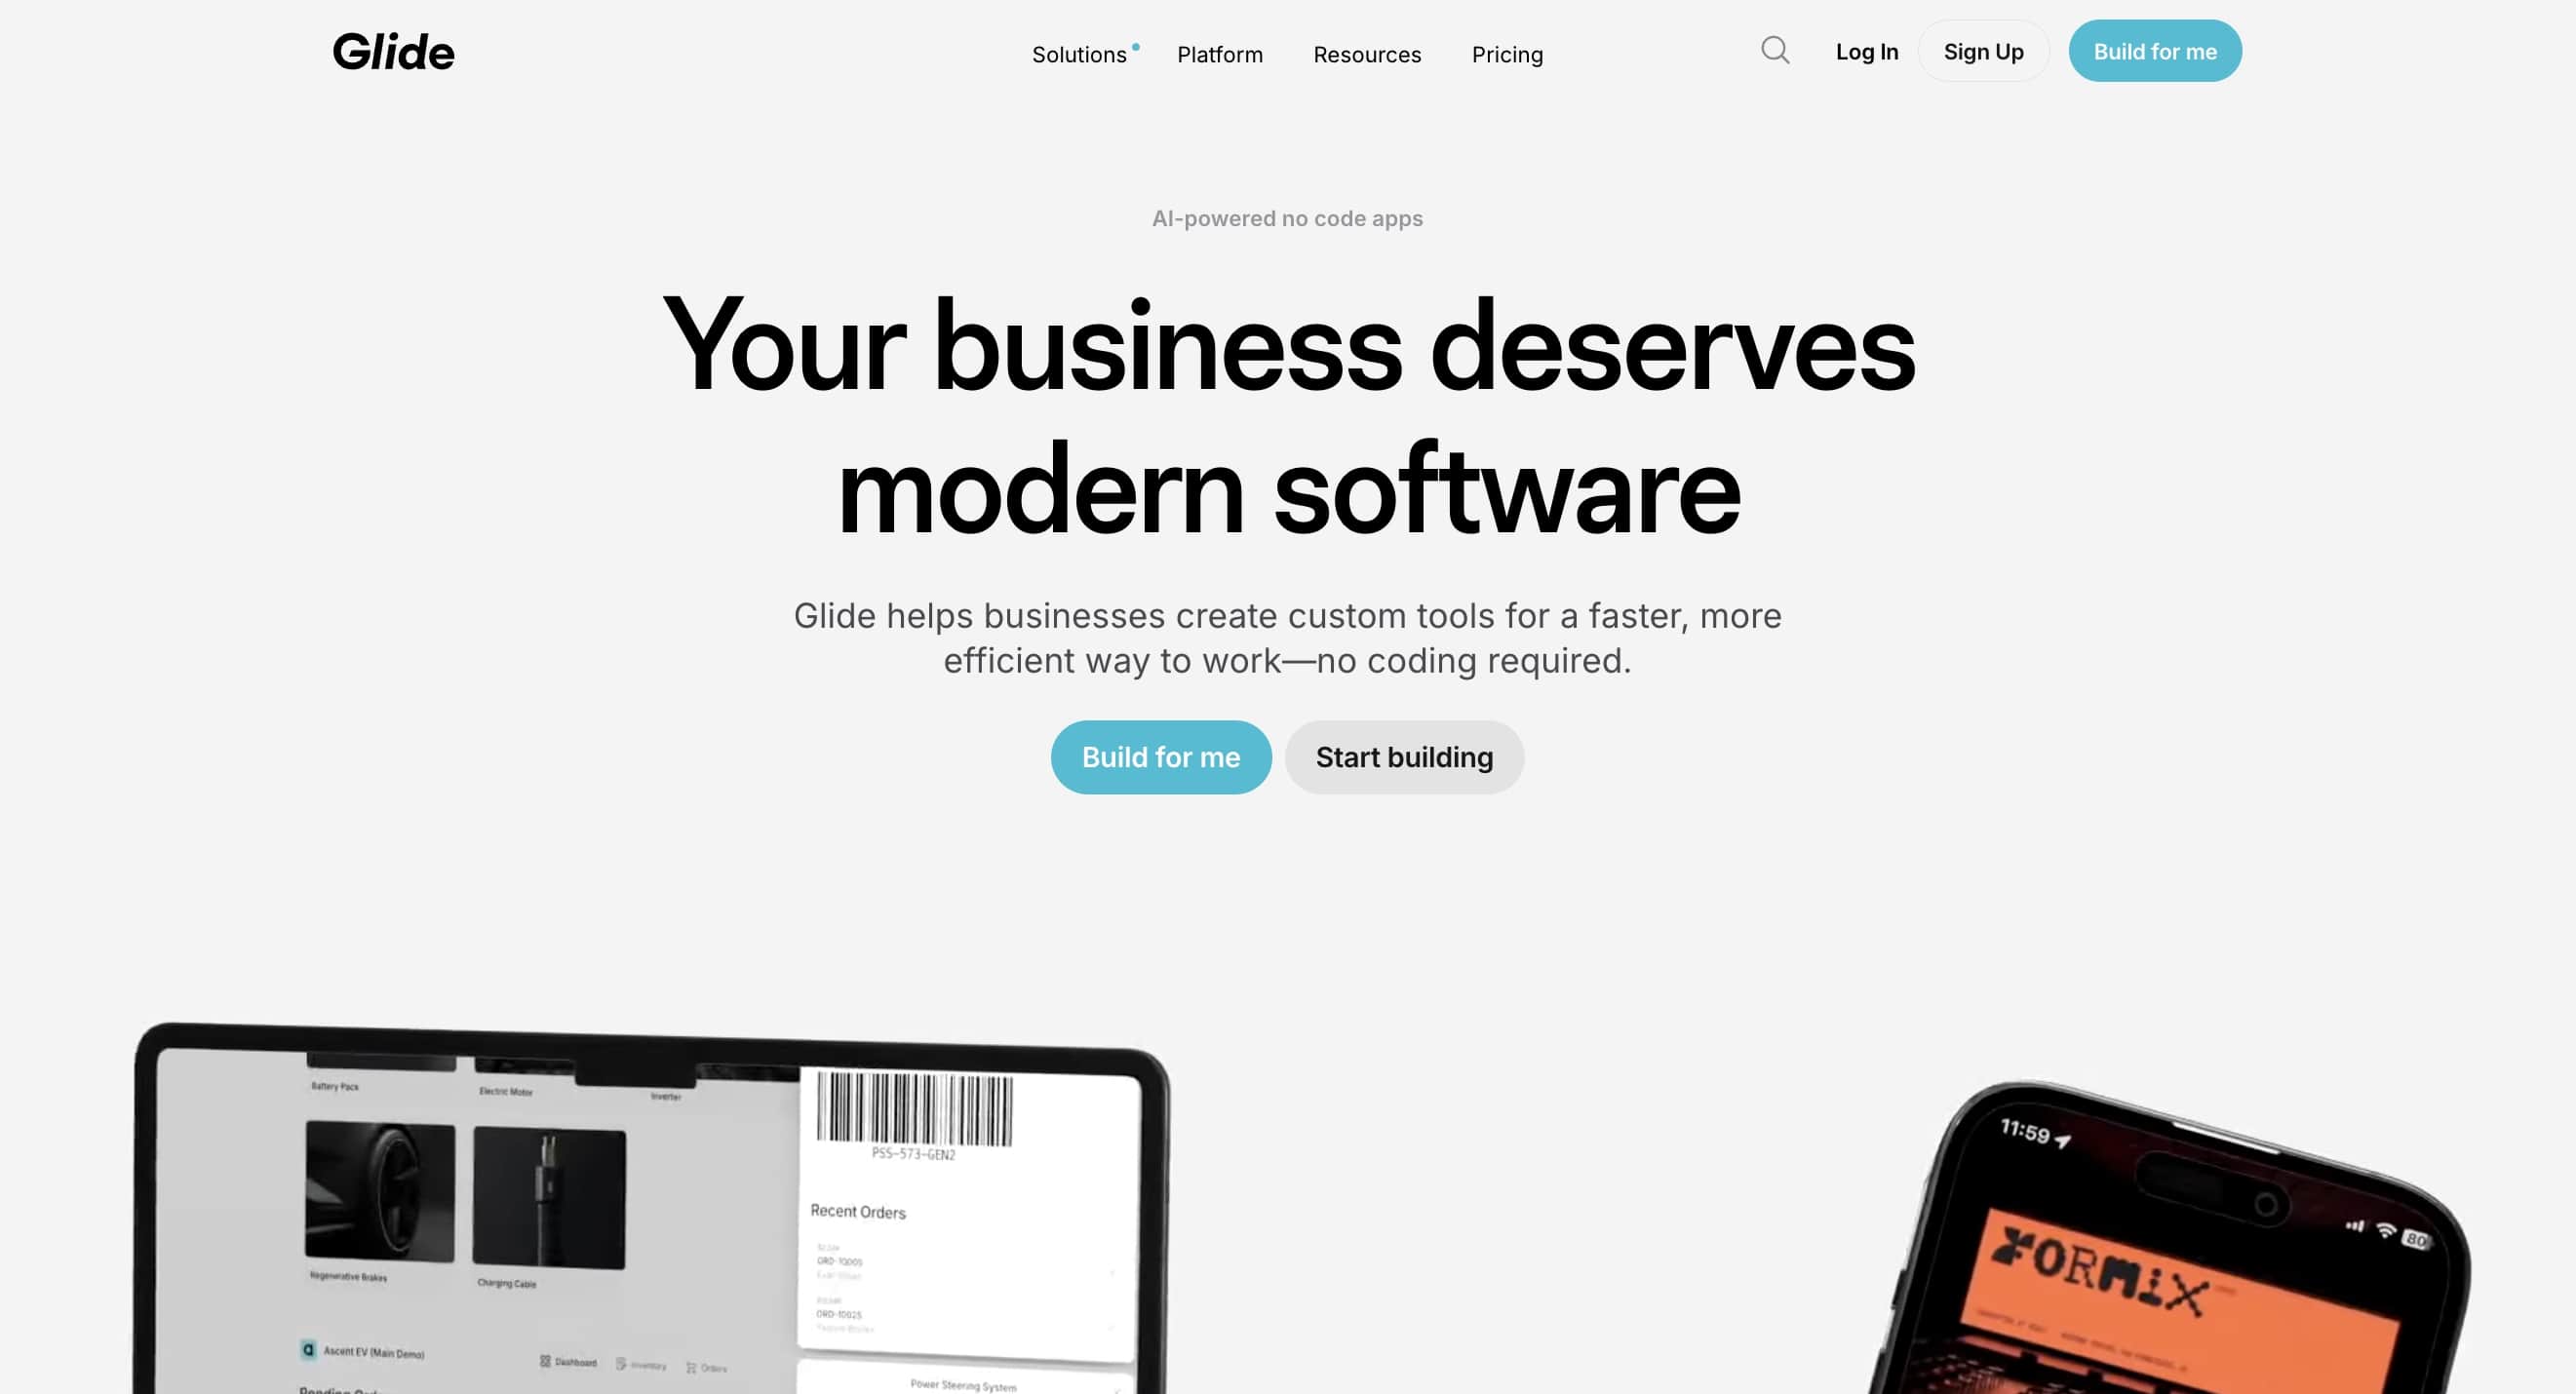 Glide
Solutions
Platform
Resources
Pricing
Log In
Sign Up
Build for me
AI-powered no code apps
Your business deserves
modern software
Glide helps businesses create custom tools for a faster, more
efficient way to work—no coding required.
Build for me
Start building
Battery Pack
Electric Motor
Inverter
PSS-573-GEN2
Regenerative Brakes
Charging Cable
Recent Orders
ORD-10005
ORD-10025
Ascent EV (Main Demo)
Dashboard
Inventory
Orders
Power Steering System
11:59
80
FORMiX